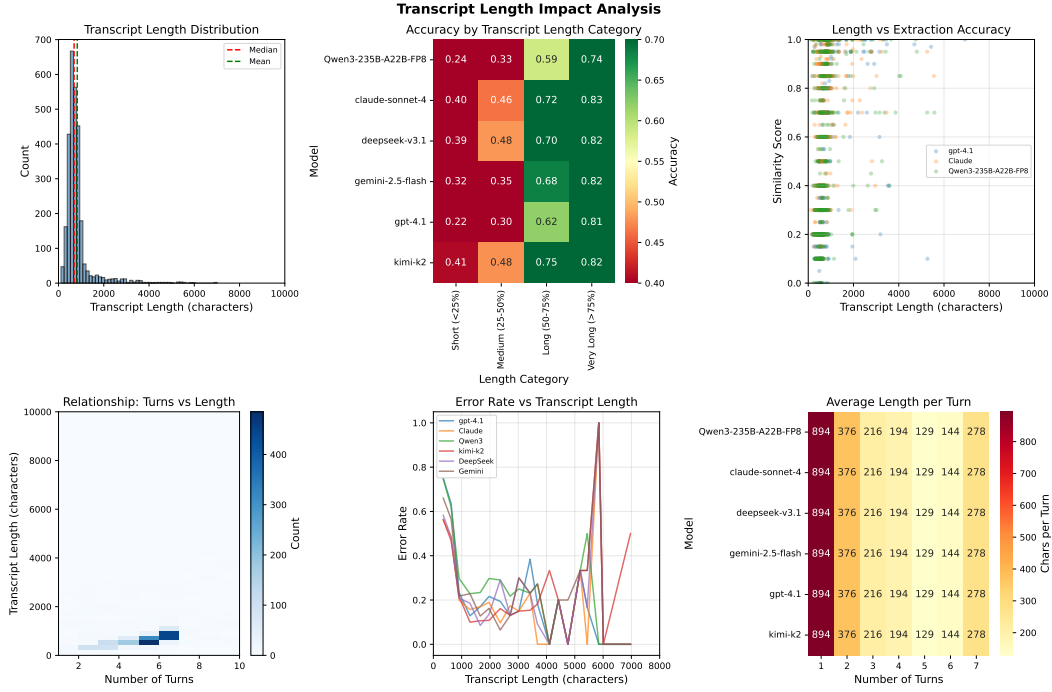 Transcript Length Impact Analysis
Transcript Length Distribution
700
600
500
400
300
200
100
0
Count
Median
Mean
0 2000 4000 6000 8000 10000
Transcript Length (characters)
Accuracy by Transcript Length Category
Model
Qwen3-235B-A22B-FP8 0.24 0.33 0.59 0.74
claude-sonnet-4 0.40 0.46 0.72 0.83
deepseek-v3.1 0.39 0.48 0.70 0.82
gemini-2.5-flash 0.32 0.35 0.68 0.82
gpt-4.1 0.22 0.30 0.62 0.81
kimi-k2 0.41 0.48 0.75 0.82
Short (<25%)
Medium (25-50%)
Long (50-75%)
Very Long (>75%)
Length Category
0.70
0.65
0.60
0.55
0.50
0.45
0.40
Accuracy
Length vs Extraction Accuracy
1.0
0.8
0.6
0.4
0.2
0.0
Similarity Score
gpt-4.1
Claude
Qwen3-235B-A22B-FP8
0 2000 4000 6000 8000 10000
Transcript Length (characters)
Relationship: Turns vs Length
10000
8000
6000
4000
2000
0
Transcript Length (characters)
2 4 6 8 10
Number of Turns
400
300
200
100
0
Count
Error Rate vs Transcript Length
1.0
0.8
0.6
0.4
0.2
0.0
Error Rate
gpt-4.1
Claude
Qwen3
kimi-k2
DeepSeek
Gemini
0 1000 2000 3000 4000 5000 6000 7000 8000
Transcript Length (characters)
Average Length per Turn
Model
Qwen3-235B-A22B-FP8 894 376 216 194 129 144 278
claude-sonnet-4 894 376 216 194 129 144 278
deepseek-v3.1 894 376 216 194 129 144 278
gemini-2.5-flash 894 376 216 194 129 144 278
gpt-4.1 894 376 216 194 129 144 278
kimi-k2 894 376 216 194 129 144 278
1 2 3 4 5 6 7
Number of Turns
800
700
600
500
400
300
200
Chars per Turn